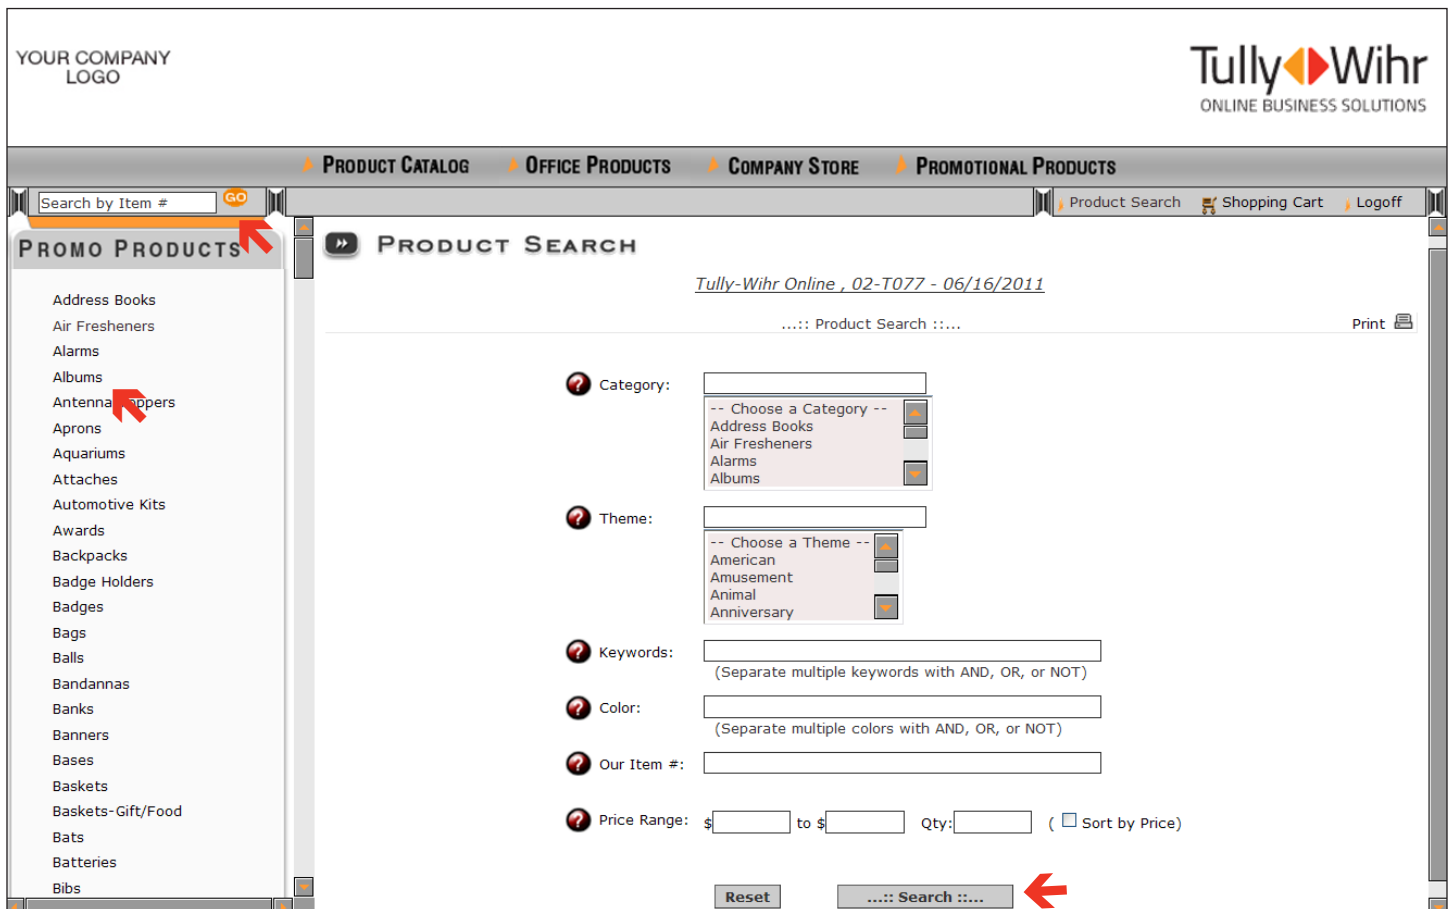 YOUR COMPANY
LOGO
Tully Wihr
ONLINE BUSINESS SOLUTIONS
PRODUCT CATALOG OFFICE PRODUCTS COMPANY STORE PROMOTIONAL PRODUCTS
Search by Item # GO
Product Search Shopping Cart Logoff
PROMO PRODUCTS
Address Books
Air Fresheners
Alarms
Albums
Antenna
Aprons
Aquariums
Attaches
Automotive Kits
Awards
Backpacks
Badge Holders
Badges
Bags
Balls
Bandannas
Banks
Banners
Bases
Baskets
Baskets-Gift/Food
Bats
Batteries
Bibs
PRODUCT SEARCH
Tully-Wihr Online , 02-T077 - 06/16/2011
...:: Product Search ::...
Print
Category:
-- Choose a Category --
Address Books
Air Fresheners
Alarms
Albums
Theme:
-- Choose a Theme --
American
Amusement
Animal
Anniversary
Keywords:
(Separate multiple keywords with AND, OR, or NOT)
Color:
(Separate multiple colors with AND, OR, or NOT)
Our Item #:
Price Range: $ to $ Qty: ( Sort by Price)
Reset ...:: Search ::...